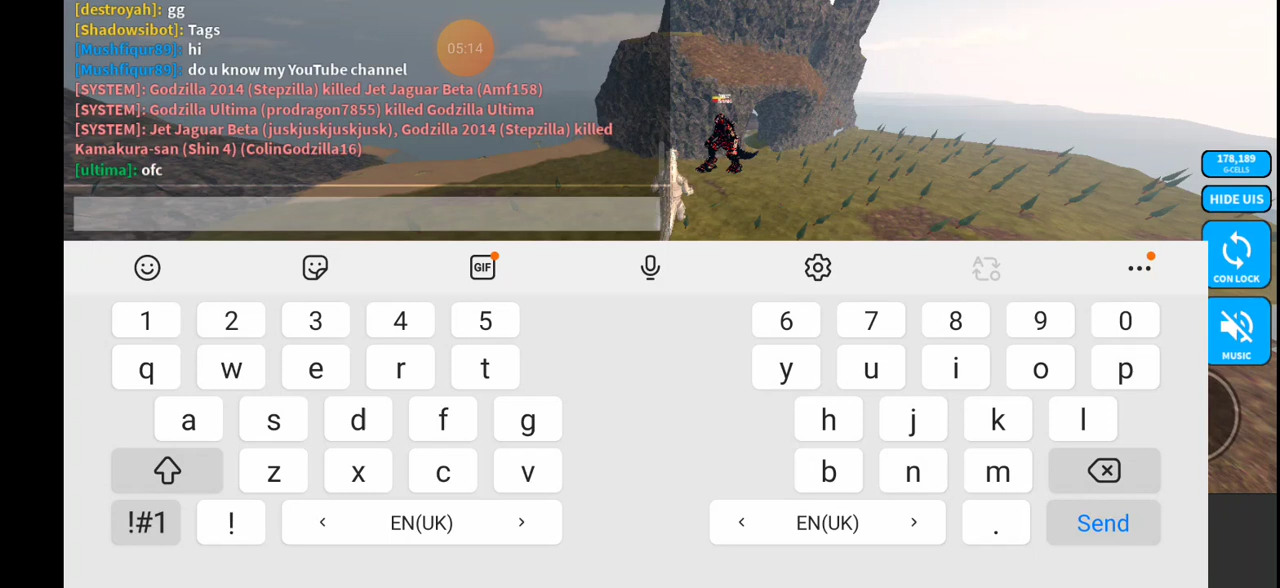 [destroyah]: gg
[Shadowsibot]: Tags
[Mushfiqur89]: hi
[Mushfiqur89]: do u know my YouTube channel
[SYSTEM]: Godzilla 2014 (Stepzilla) killed Jet Jaguar Beta (Amf158)
[SYSTEM]: Godzilla Ultima (prodragon7855) killed Godzilla Ultima
[SYSTEM]: Jet Jaguar Beta (juskjuskjuskjusk), Godzilla 2014 (Stepzilla) killed
Kamakura-san (Shin 4) (ColinGodzilla16)
[ultima]: ofc
05:14
178,189
G-CELLS
HIDE UIS
CON LOCK
MUSIC
GIF
1 2 3 4 5 6 7 8 9 0
q w e r t y u i o p
a s d f g h j k l
z x c v b n m
!#1 ! < EN(UK) > < EN(UK) > . Send